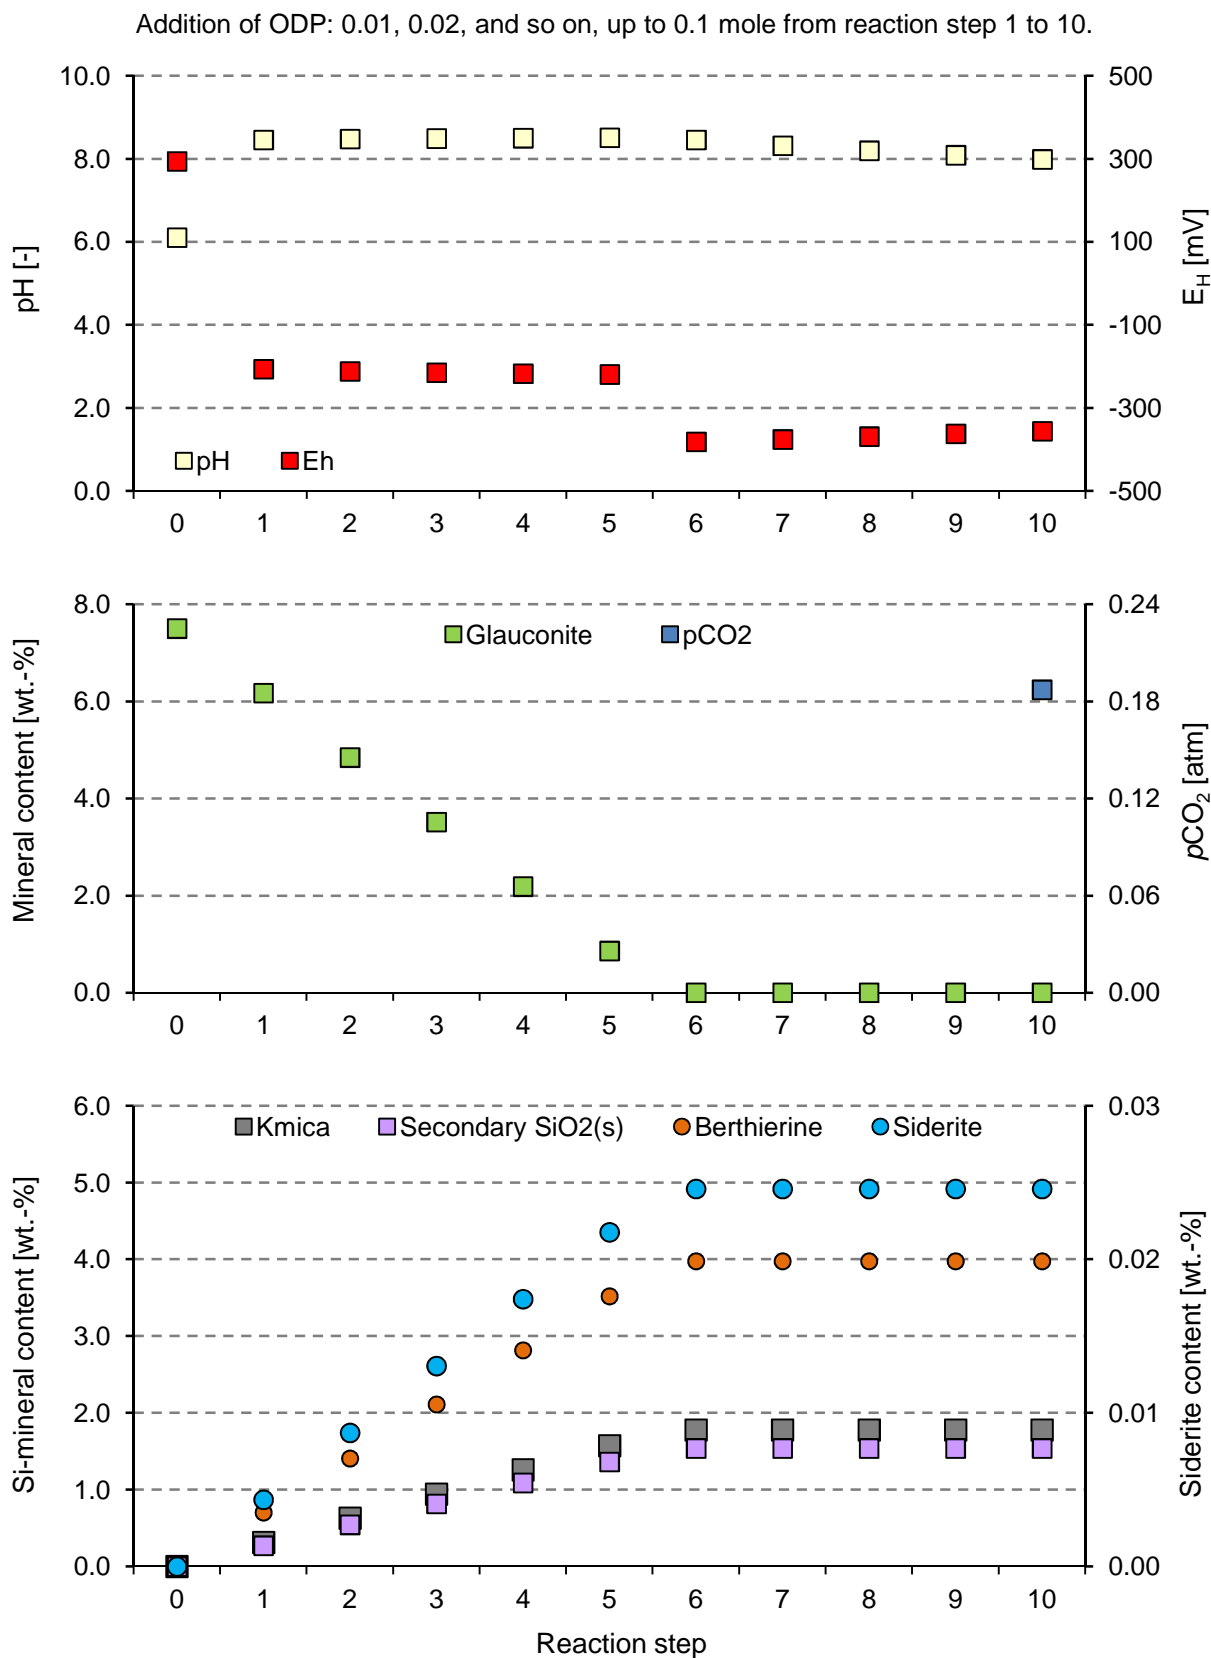 Addition of ODP: 0.01, 0.02, and so on, up to 0.1 mole from reaction step 1 to 10.
10.0
8.0
6.0
4.0
2.0
0.0
pH [-]
500
300
100
-100
-300
-500
E_H [mV]
pH
Eh
0 1 2 3 4 5 6 7 8 9 10
8.0
6.0
4.0
2.0
0.0
Mineral content [wt.-%]
Glauconite
pCO2
0.24
0.18
0.12
0.06
0.00
pCO₂ [atm]
0 1 2 3 4 5 6 7 8 9 10
6.0
5.0
4.0
3.0
2.0
1.0
0.0
Si-mineral content [wt.-%]
Kmica
Secondary SiO2(s)
Berthierine
Siderite
0.03
0.02
0.01
0.00
Siderite content [wt.-%]
0 1 2 3 4 5 6 7 8 9 10
Reaction step